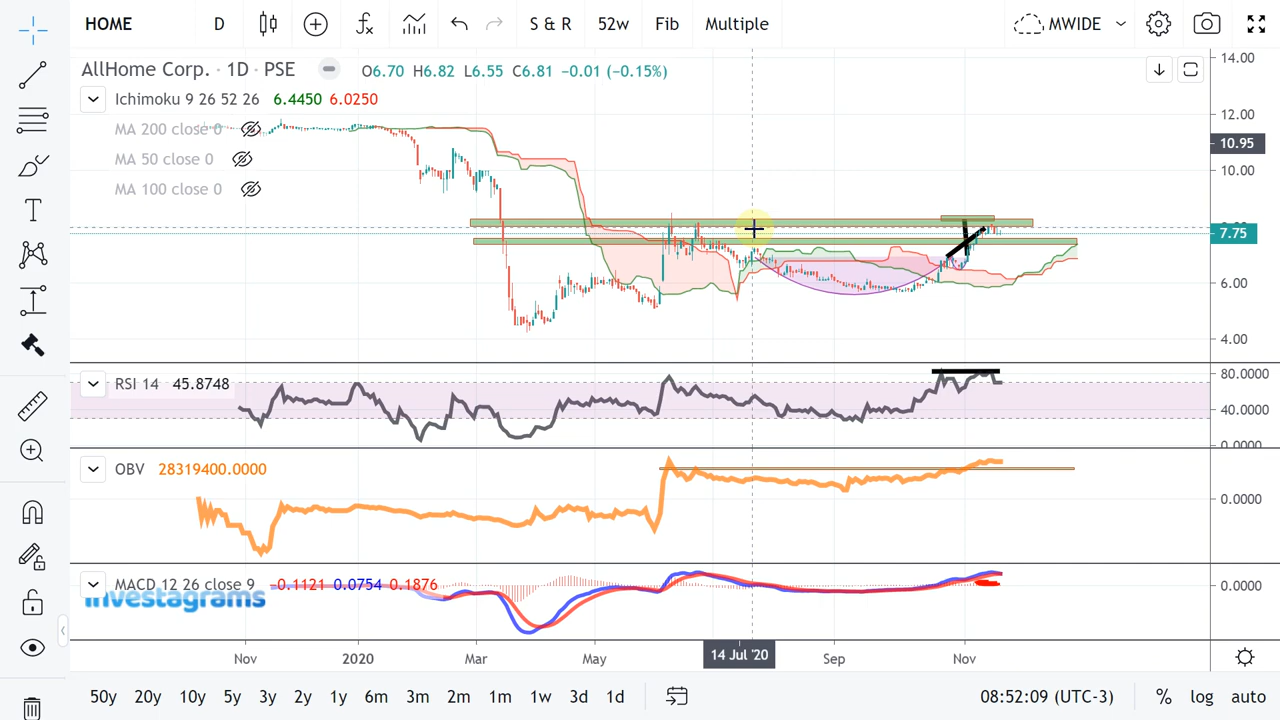 HOME D S & R 52w Fib Multiple MWIDE
AllHome Corp. · 1D · PSE O6.70 H6.82 L6.55 C6.81 −0.01 (−0.15%)
14.00
Ichimoku 9 26 52 26 6.4450 6.0250
12.00
MA 200 close 0
10.95
MA 50 close 0
10.00
MA 100 close 0
7.75
6.00
4.00
RSI 14 45.8748
80.0000
40.0000
0.0000
OBV 28319400.0000
0.0000
MACD 12 26 close 9 −0.1121 0.0754 0.1876
0.0000
investagrams
Nov 2020 Mar May 14 Jul '20 Sep Nov
50y 20y 10y 5y 3y 2y 1y 6m 3m 2m 1m 1w 3d 1d 08:52:09 (UTC-3) % log auto